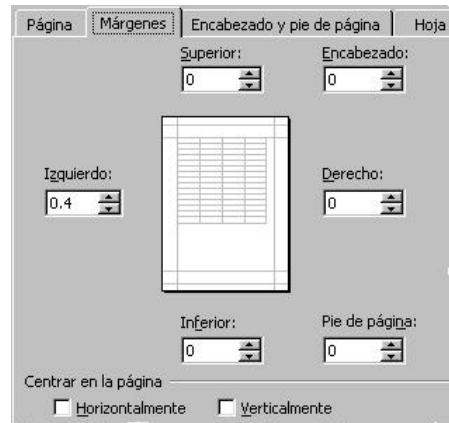 Página Márgenes Encabezado y pie de página Hoja
Superior: Encabezado:
0 0
Izquierdo: Derecho:
0.4 0
Inferior: Pie de página:
0 0
Centrar en la página
Horizontalmente Verticalmente